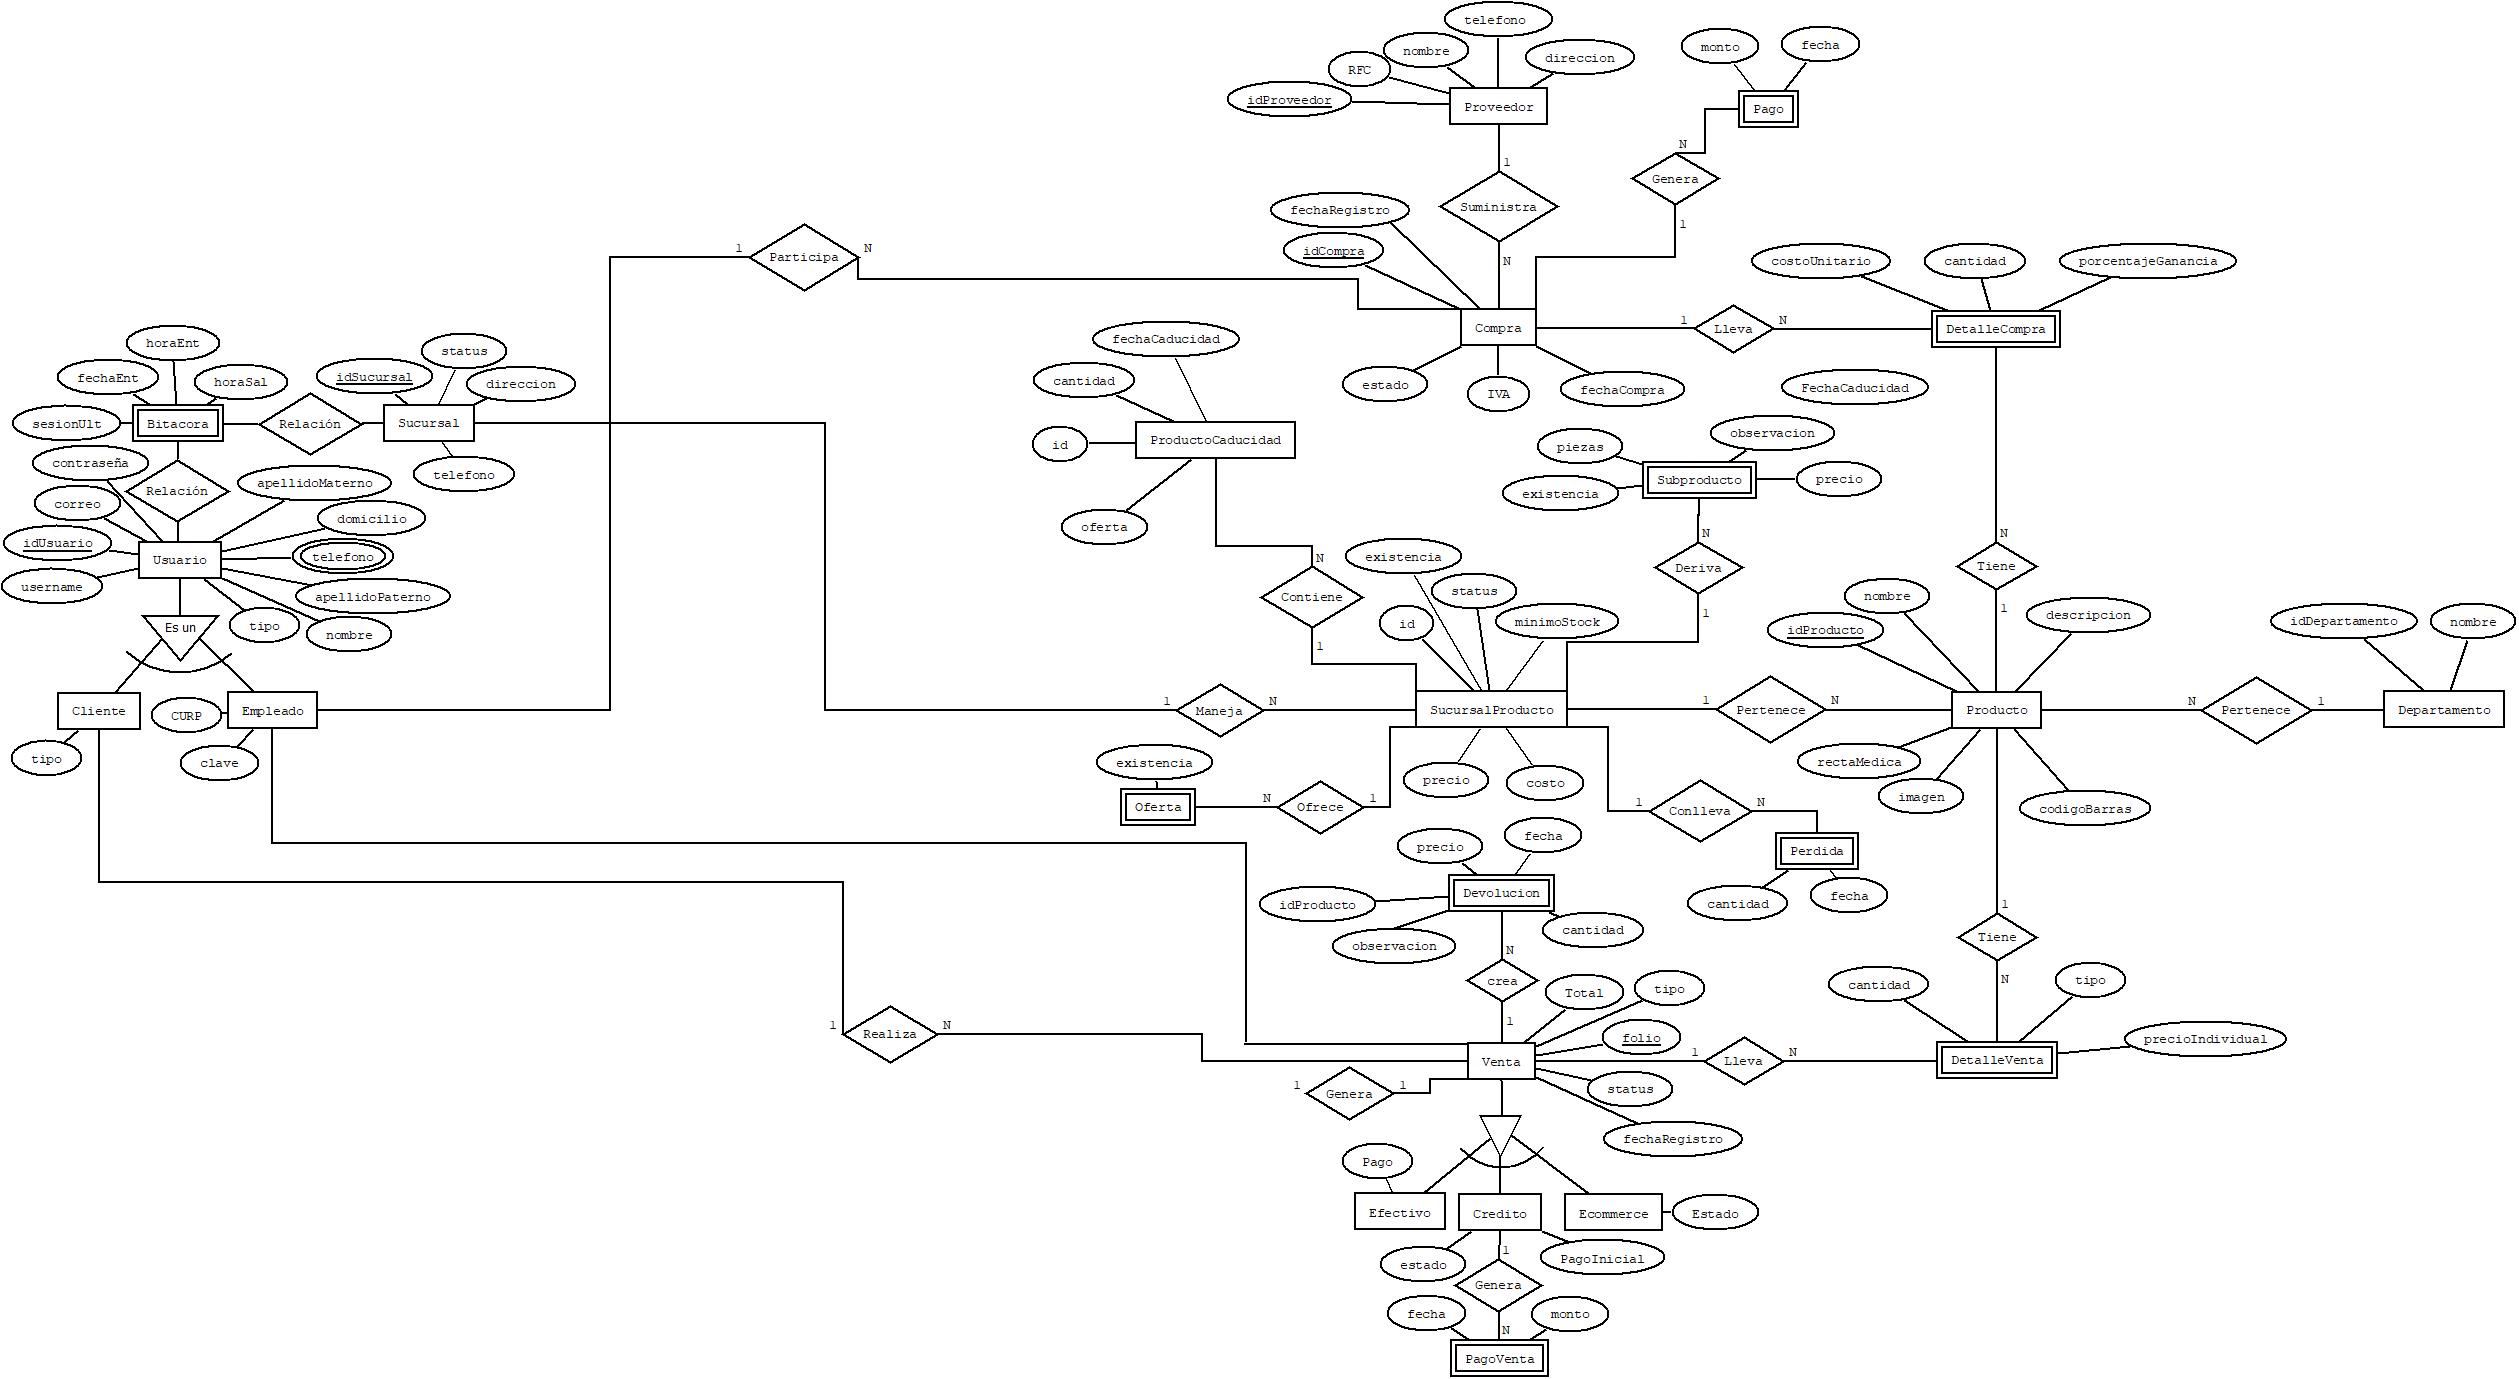 telefono
nombre
direccion
RFC
idProveedor
Proveedor
monto
fecha
Pago
N
Genera
1
1
Suministra
N
fechaRegistro
idCompra
Compra
estado
IVA
fechaCompra
1
Participa
N
1
Lleva
N
costoUnitario
cantidad
porcentajeGanancia
DetalleCompra
FechaCaducidad
N
Tiene
1
horaEnt
fechaEnt
horaSal
sesionUlt
Bitacora
Relación
idSucursal
status
direccion
Sucursal
telefono
contraseña
Relación
apellidoMaterno
correo
domicilio
idUsuario
Usuario
telefono
username
apellidoPaterno
tipo
nombre
Es un
Cliente
tipo
CURP
Empleado
clave
fechaCaducidad
cantidad
id
ProductoCaducidad
oferta
N
Contiene
1
piezas
observacion
existencia
Subproducto
precio
N
Deriva
1
existencia
status
id
minimoStock
1
Maneja
N
SucursalProducto
precio
costo
1
Pertenece
N
nombre
idProducto
descripcion
Producto
rectaMedica
imagen
codigoBarras
N
Pertenece
1
idDepartamento
nombre
Departamento
existencia
Oferta
N
Ofrece
1
1
Conlleva
N
Perdida
cantidad
fecha
precio
fecha
idProducto
Devolucion
observacion
cantidad
N
crea
1
1
Tiene
N
cantidad
tipo
precioIndividual
DetalleVenta
1
Realiza
N
Total
tipo
folio
Venta
status
fechaRegistro
1
Lleva
N
1
Genera
1
Pago
Efectivo
Credito
Ecommerce
Estado
estado
PagoInicial
1
Genera
N
fecha
monto
PagoVenta